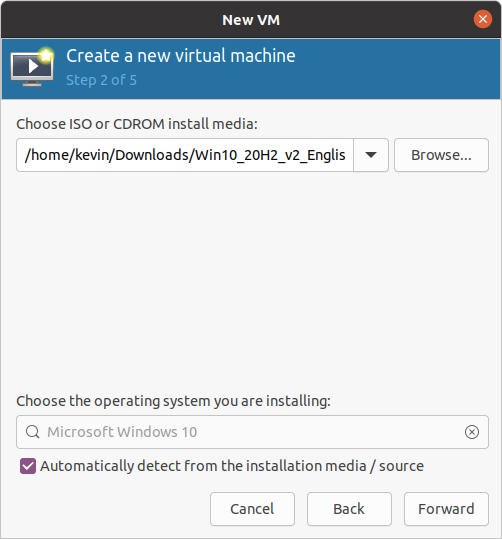 New VM
Create a new virtual machine
Step 2 of 5
Choose ISO or CDROM install media:
/home/kevin/Downloads/Win10_20H2_v2_Englis
Browse...
Choose the operating system you are installing:
Microsoft Windows 10
Automatically detect from the installation media / source
Cancel Back Forward